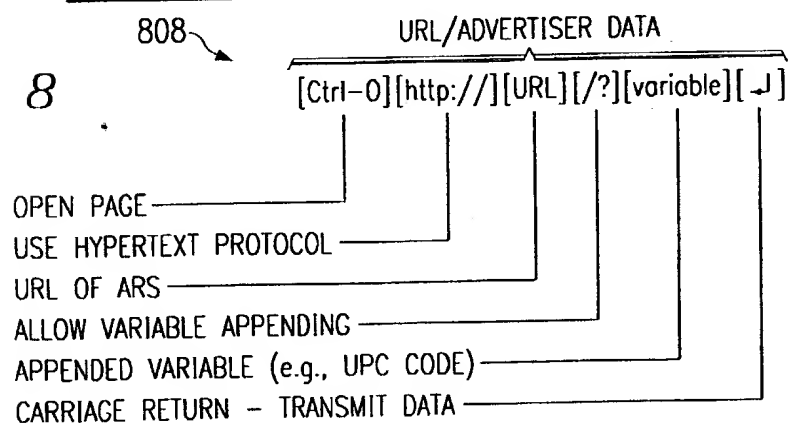 808
URL/ADVERTISER DATA
8
[Ctrl-O][http://][URL][/?][variable][↵]
OPEN PAGE
USE HYPERTEXT PROTOCOL
URL OF ARS
ALLOW VARIABLE APPENDING
APPENDED VARIABLE (e.g., UPC CODE)
CARRIAGE RETURN – TRANSMIT DATA